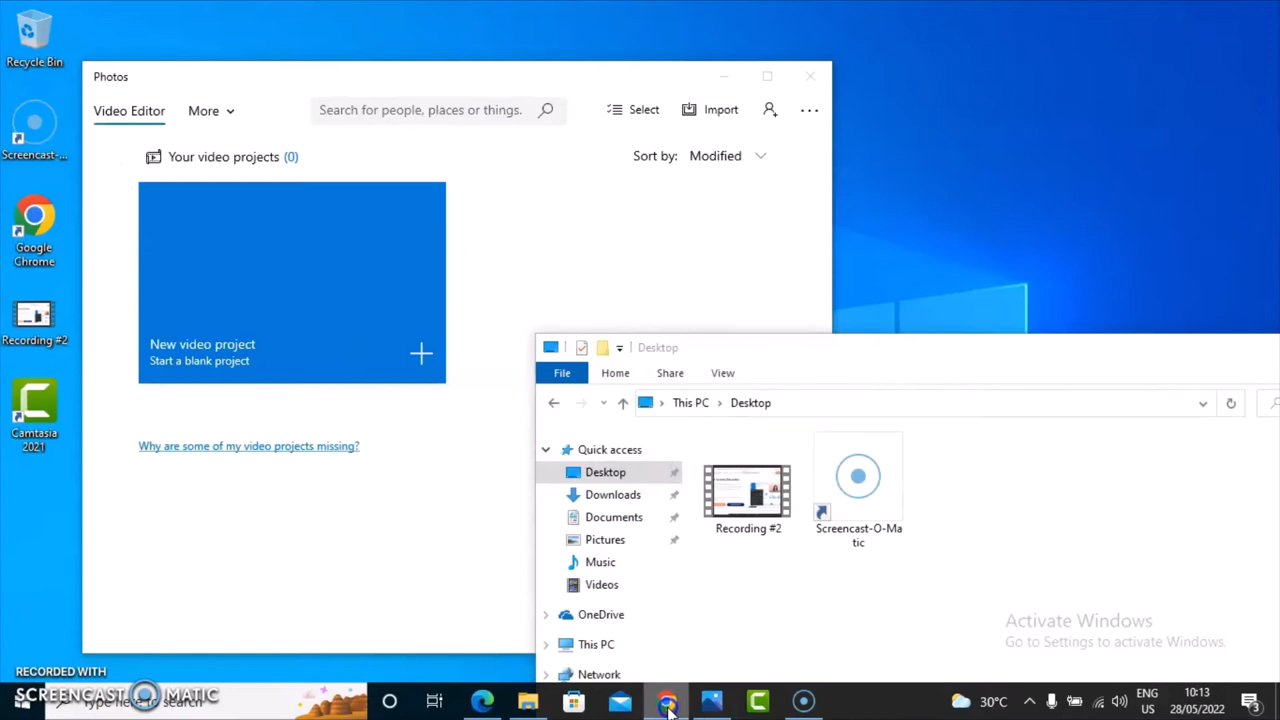 Recycle Bin
Screencast-...
Google
Chrome
Recording #2
Camtasia
2021
Photos
Video Editor
More
Search for people, places or things.
Select
Import
Your video projects (0)
Sort by: Modified
New video project
Start a blank project
Why are some of my video projects missing?
Desktop
File
Home
Share
View
This PC
Desktop
Quick access
Desktop
Downloads
Documents
Pictures
Music
Videos
OneDrive
This PC
Network
Recording #2
Screencast-O-Ma
tic
Activate Windows
Go to Settings to activate Windows.
RECORDED WITH
SCREENCAST MATIC
Type here to search
30°C
ENG
US
10:13
28/05/2022
3